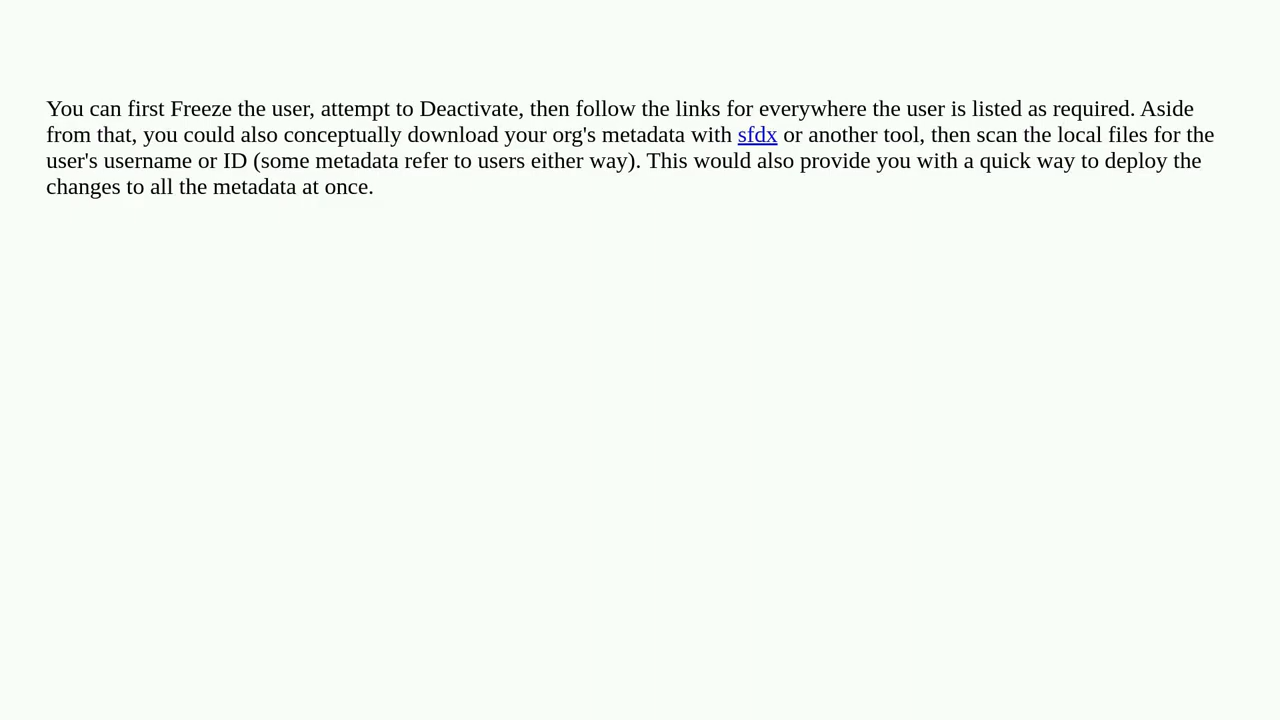 You can first Freeze the user, attempt to Deactivate, then follow the links for everywhere the user is listed as required. Aside
from that, you could also conceptually download your org's metadata with sfdx or another tool, then scan the local files for the
user's username or ID (some metadata refer to users either way). This would also provide you with a quick way to deploy the
changes to all the metadata at once.